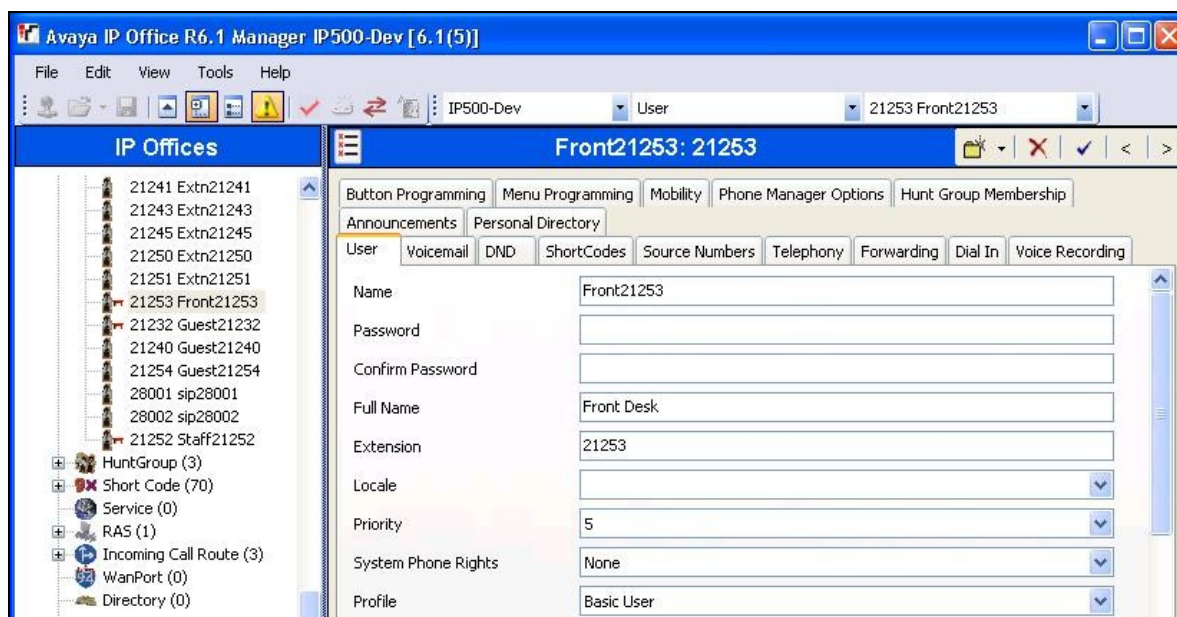 Avaya IP Office R6.1 Manager IP500-Dev [6.1(5)]
File Edit View Tools Help
IP500-Dev User 21253 Front21253
IP Offices
21241 Extn21241
21243 Extn21243
21245 Extn21245
21250 Extn21250
21251 Extn21251
21253 Front21253
21232 Guest21232
21240 Guest21240
21254 Guest21254
28001 sip28001
28002 sip28002
21252 Staff21252
HuntGroup (3)
Short Code (70)
Service (0)
RAS (1)
Incoming Call Route (3)
WanPort (0)
Directory (0)
Front21253: 21253
Button Programming Menu Programming Mobility Phone Manager Options Hunt Group Membership
Announcements Personal Directory
User Voicemail DND ShortCodes Source Numbers Telephony Forwarding Dial In Voice Recording
Name Front21253
Password
Confirm Password
Full Name Front Desk
Extension 21253
Locale
Priority 5
System Phone Rights None
Profile Basic User